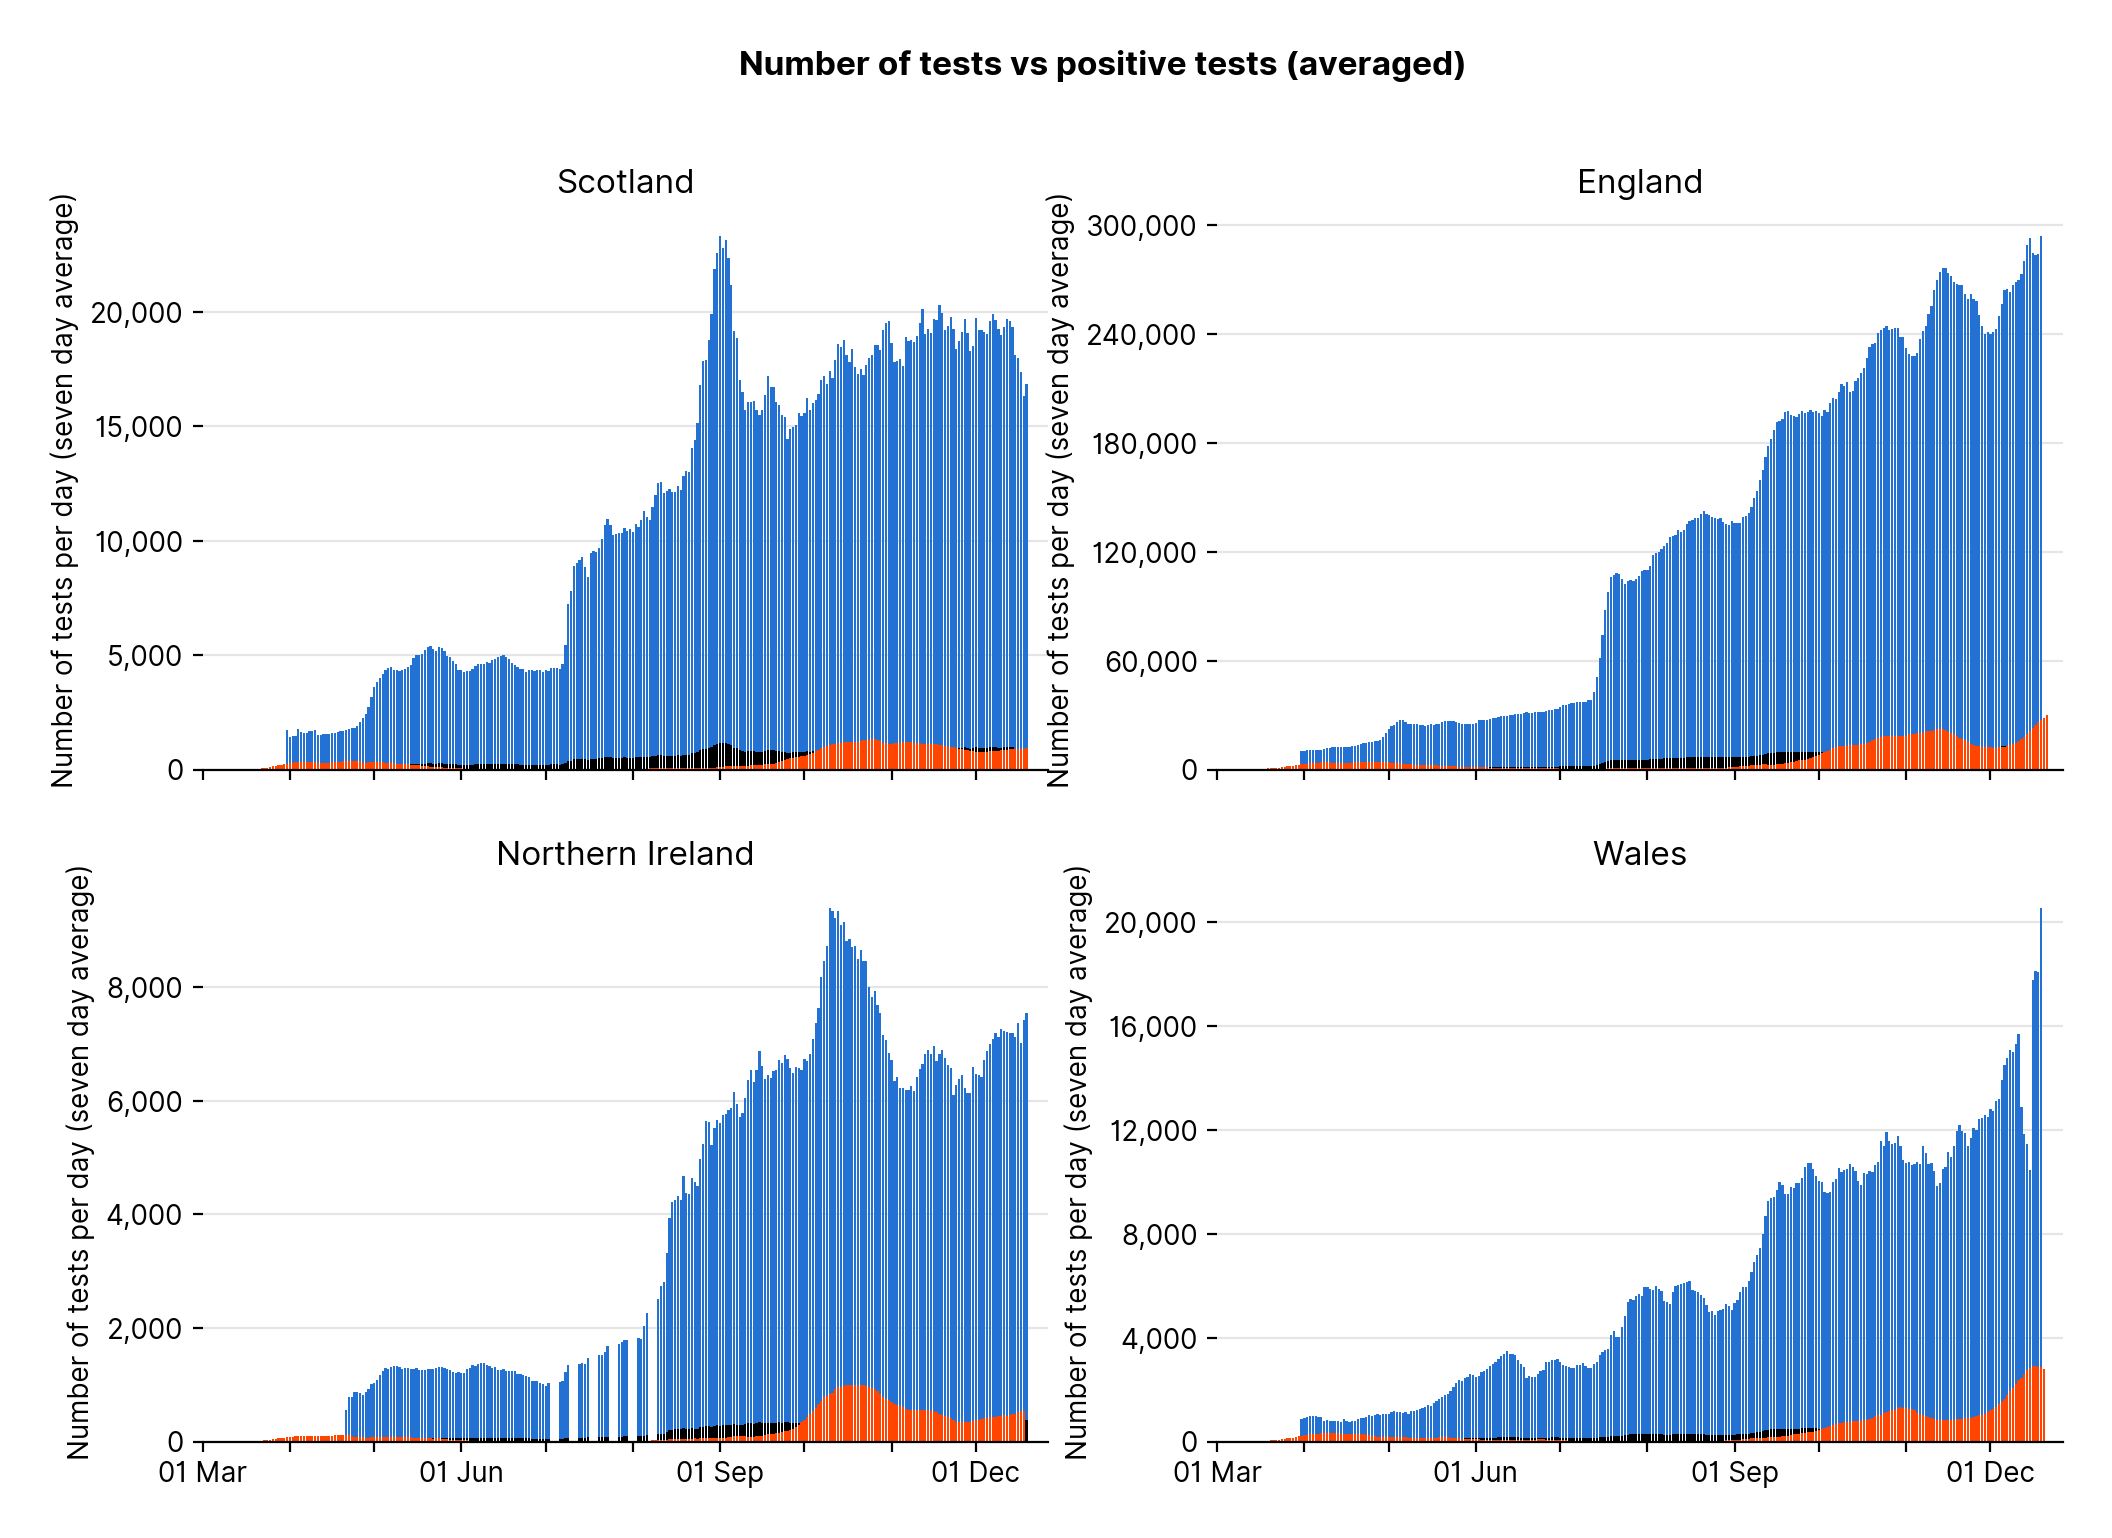 Number of tests vs positive tests (averaged)
Scotland
Number of tests per day (seven day average)
20,000
15,000
10,000
5,000
0
England
Number of tests per day (seven day average)
300,000
240,000
180,000
120,000
60,000
0
Northern Ireland
Number of tests per day (seven day average)
8,000
6,000
4,000
2,000
0
01 Mar
01 Jun
01 Sep
01 Dec
Wales
Number of tests per day (seven day average)
20,000
16,000
12,000
8,000
4,000
0
01 Mar
01 Jun
01 Sep
01 Dec